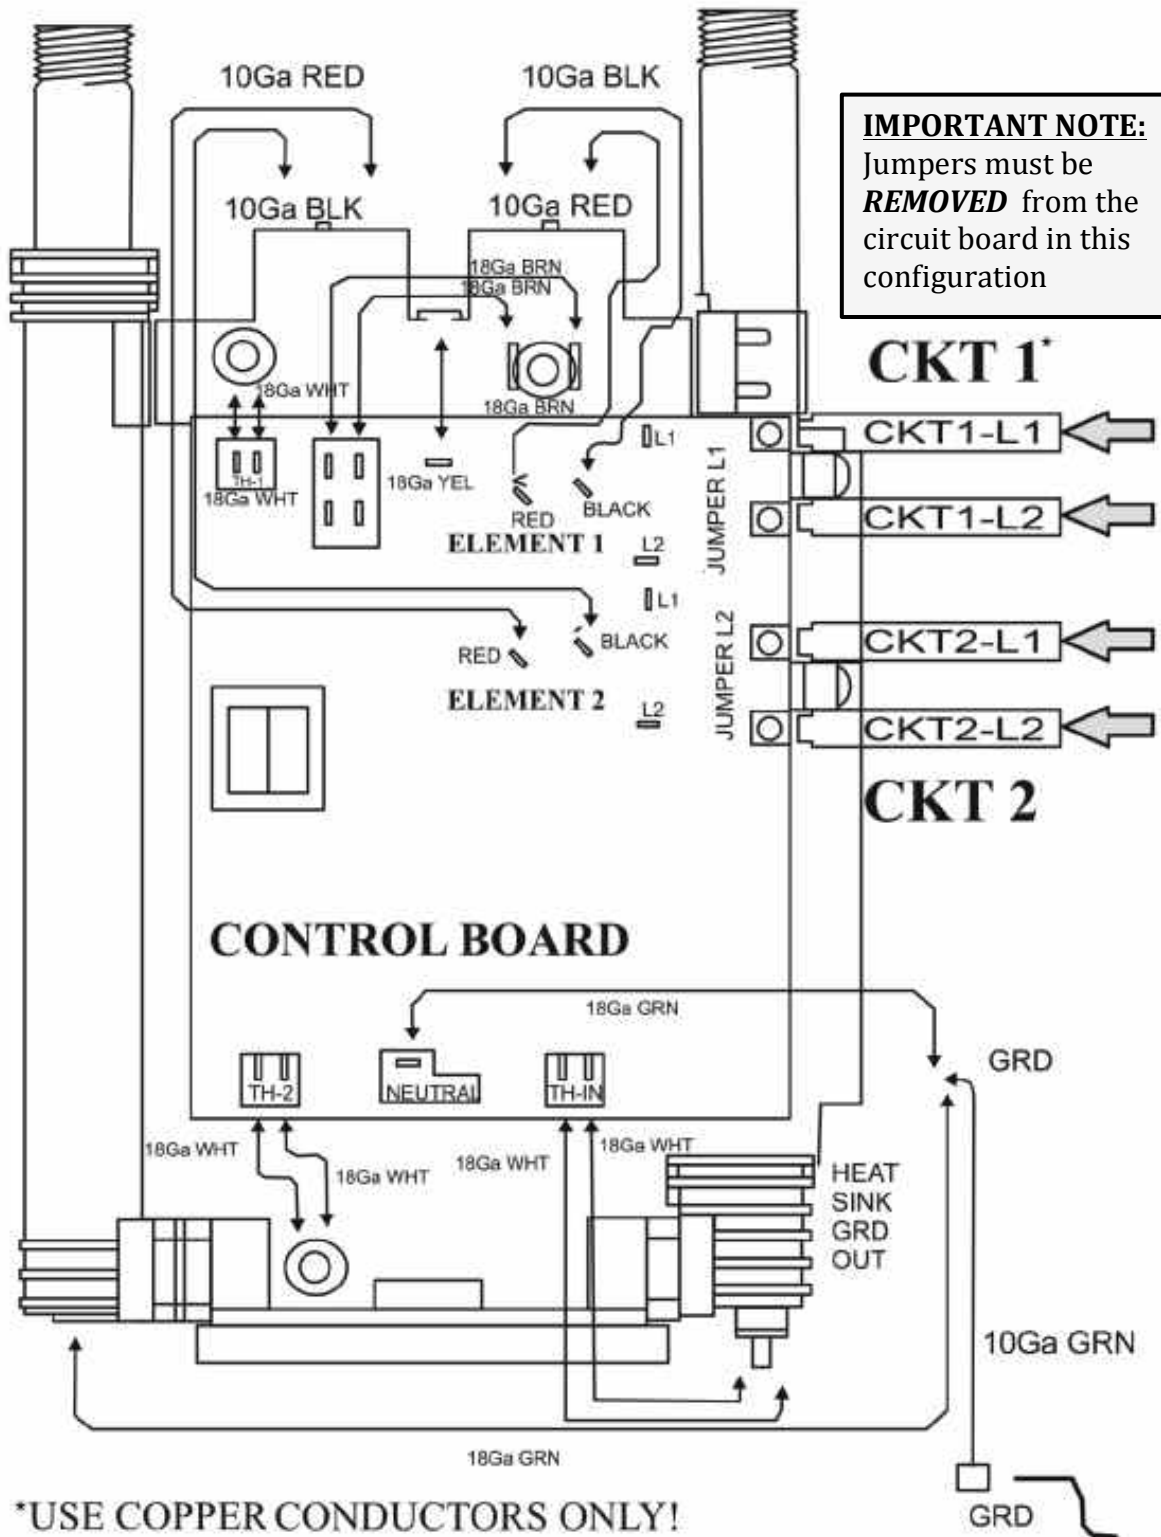 10Ga RED
10Ga BLK
IMPORTANT NOTE:
Jumpers must be
REMOVED from the
circuit board in this
configuration
10Ga BLK
10Ga RED
18Ga BRN
18Ga BRN
CKT 1*
18Ga WHT
18Ga BRN
L1
CKT1-L1
TH-1
18Ga WHT
18Ga YEL
RED
BLACK
JUMPER L1
CKT1-L2
ELEMENT 1
L2
L1
RED
BLACK
JUMPER L2
CKT2-L1
ELEMENT 2
L2
CKT2-L2
CKT 2
CONTROL BOARD
18Ga GRN
GRD
TH-2
NEUTRAL
TH-IN
18Ga WHT
18Ga WHT
18Ga WHT
18Ga WHT
HEAT
SINK
GRD
OUT
10Ga GRN
18Ga GRN
*USE COPPER CONDUCTORS ONLY!
GRD